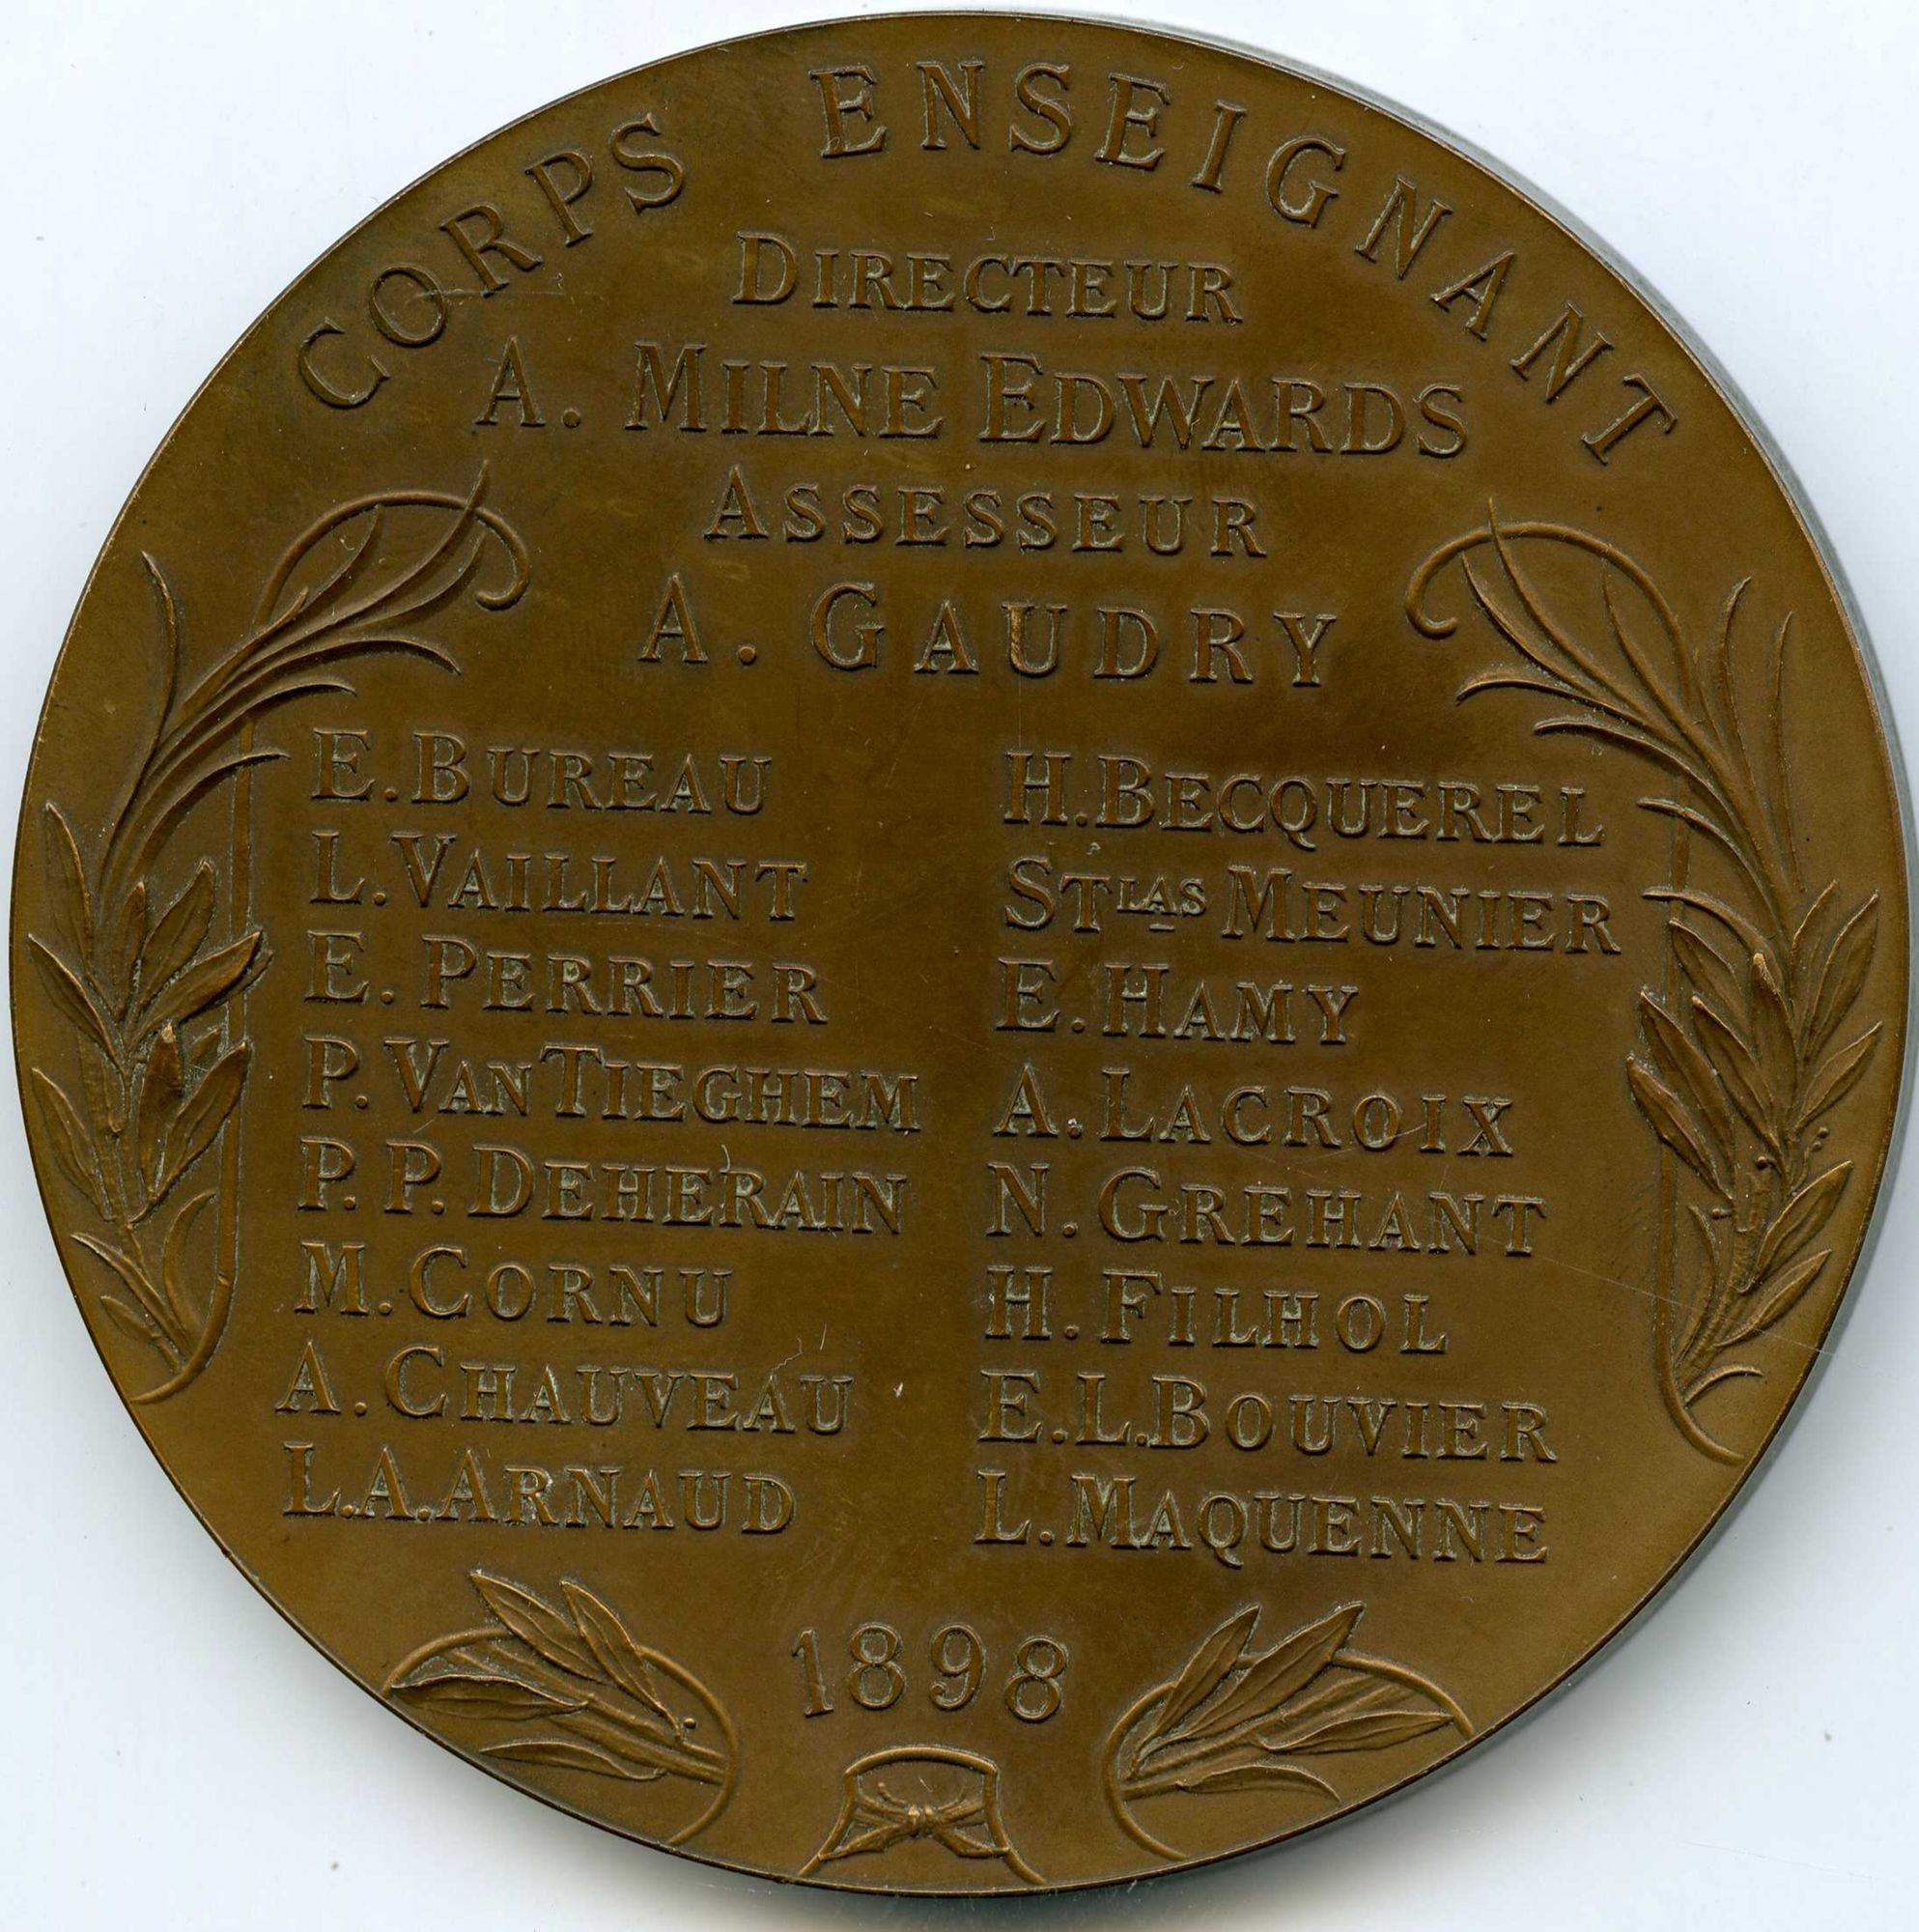 CORPS ENSEIGNANT
DIRECTEUR
A. MILNE EDWARDS
ASSESSEUR
A. GAUDRY
E. BUREAU
L. VAILLANT
E. PERRIER
P. VAN TIEGHEM
P. P. DEHERAIN
M. CORNU
A. CHAUVEAU
L. A. ARNAUD
H. BECQUEREL
STLAS MEUNIER
E. HAMY
A. LACROIX
N. GREHANT
H. FILHOL
E. L. BOUVIER
L. MAQUENNE
1898